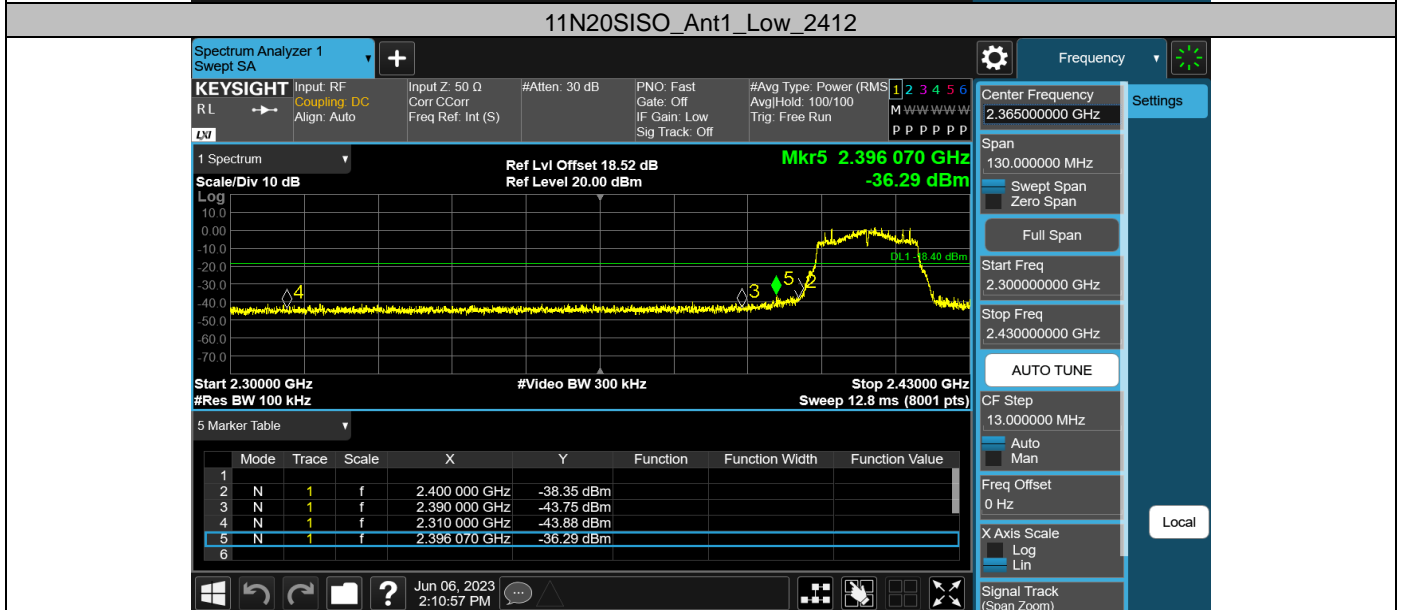 11N20SISO_Ant1_Low_2412
Spectrum Analyzer 1
Swept SA
+
Frequency
KEYSIGHT
RL
LXI
Input: RF
Coupling: DC
Align: Auto
Input Z: 50 Ω
Corr CCorr
Freq Ref: Int (S)
#Atten: 30 dB
PNO: Fast
Gate: Off
IF Gain: Low
Sig Track: Off
#Avg Type: Power (RMS
Avg|Hold: 100/100
Trig: Free Run
1 2 3 4 5 6
M W W W W W
P P P P P P
1 Spectrum
Scale/Div 10 dB
Ref Lvl Offset 18.52 dB
Ref Level 20.00 dBm
Mkr5 2.396 070 GHz
-36.29 dBm
Log
10.0
0.00
-10.0
-20.0
-30.0
-40.0
-50.0
-60.0
-70.0
DL1 -18.40 dBm
4
3
5
2
Start 2.30000 GHz
#Video BW 300 kHz
Stop 2.43000 GHz
#Res BW 100 kHz
Sweep 12.8 ms (8001 pts)
5 Marker Table
Mode Trace Scale X Y Function Function Width Function Value
1
2 N 1 f 2.400 000 GHz -38.35 dBm
3 N 1 f 2.390 000 GHz -43.75 dBm
4 N 1 f 2.310 000 GHz -43.88 dBm
5 N 1 f 2.396 070 GHz -36.29 dBm
6
?
Jun 06, 2023
2:10:57 PM
Center Frequency
2.365000000 GHz
Settings
Span
130.000000 MHz
Swept Span
Zero Span
Full Span
Start Freq
2.300000000 GHz
Stop Freq
2.430000000 GHz
AUTO TUNE
CF Step
13.000000 MHz
Auto
Man
Freq Offset
0 Hz
X Axis Scale
Log
Lin
Local
Signal Track
(Span Zoom)